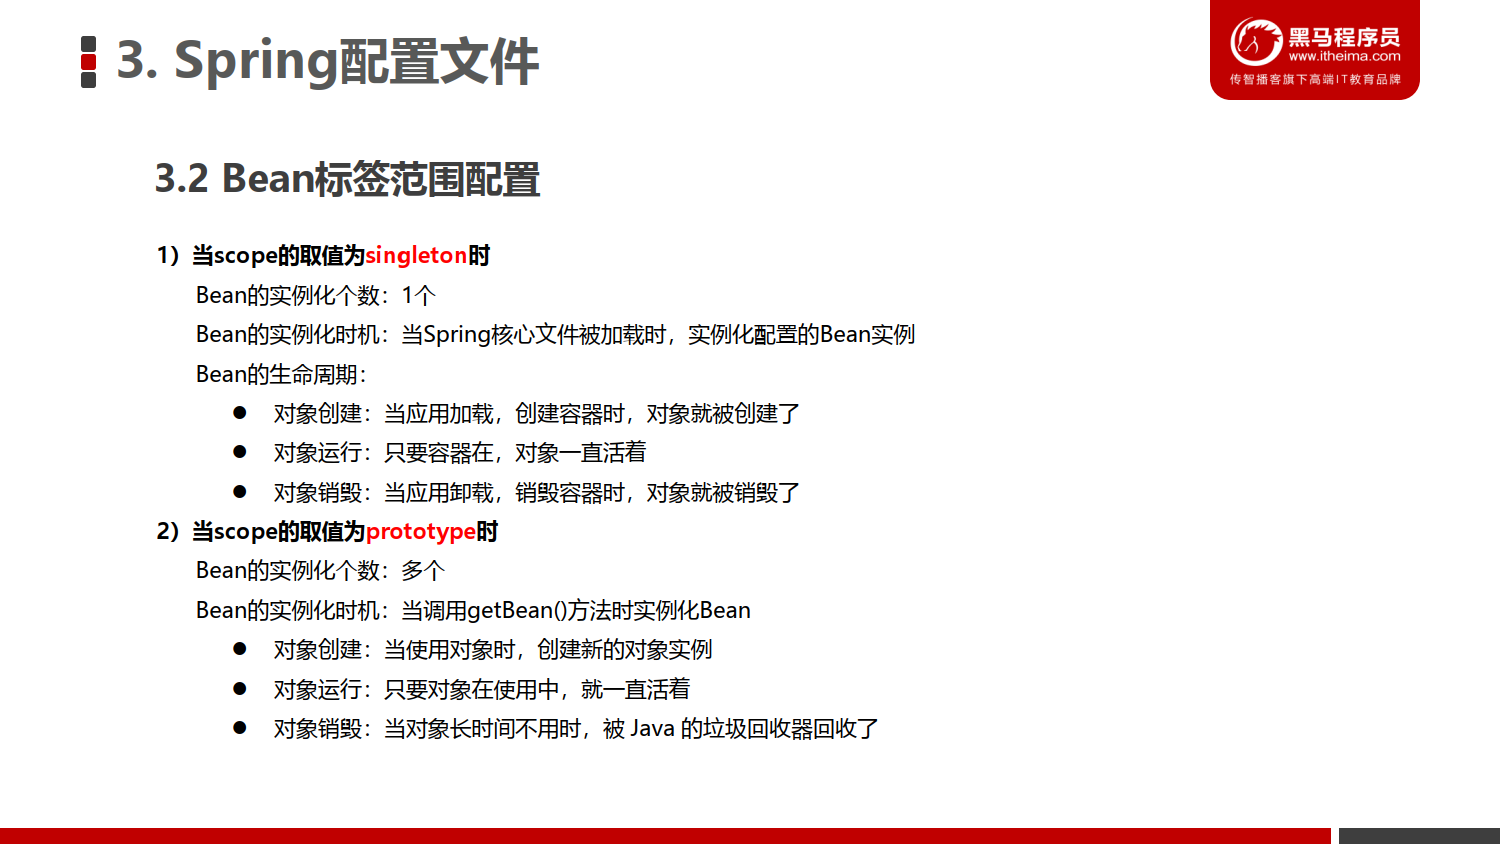 3. Spring配置文件
黑马程序员
www.itheima.com
传智播客旗下高端IT教育品牌
3.2 Bean标签范围配置
1）当scope的取值为singleton时
Bean的实例化个数：1个
Bean的实例化时机：当Spring核心文件被加载时，实例化配置的Bean实例
Bean的生命周期：
● 对象创建：当应用加载，创建容器时，对象就被创建了
● 对象运行：只要容器在，对象一直活着
● 对象销毁：当应用卸载，销毁容器时，对象就被销毁了
2）当scope的取值为prototype时
Bean的实例化个数：多个
Bean的实例化时机：当调用getBean()方法时实例化Bean
● 对象创建：当使用对象时，创建新的对象实例
● 对象运行：只要对象在使用中，就一直活着
● 对象销毁：当对象长时间不用时，被 Java 的垃圾回收器回收了